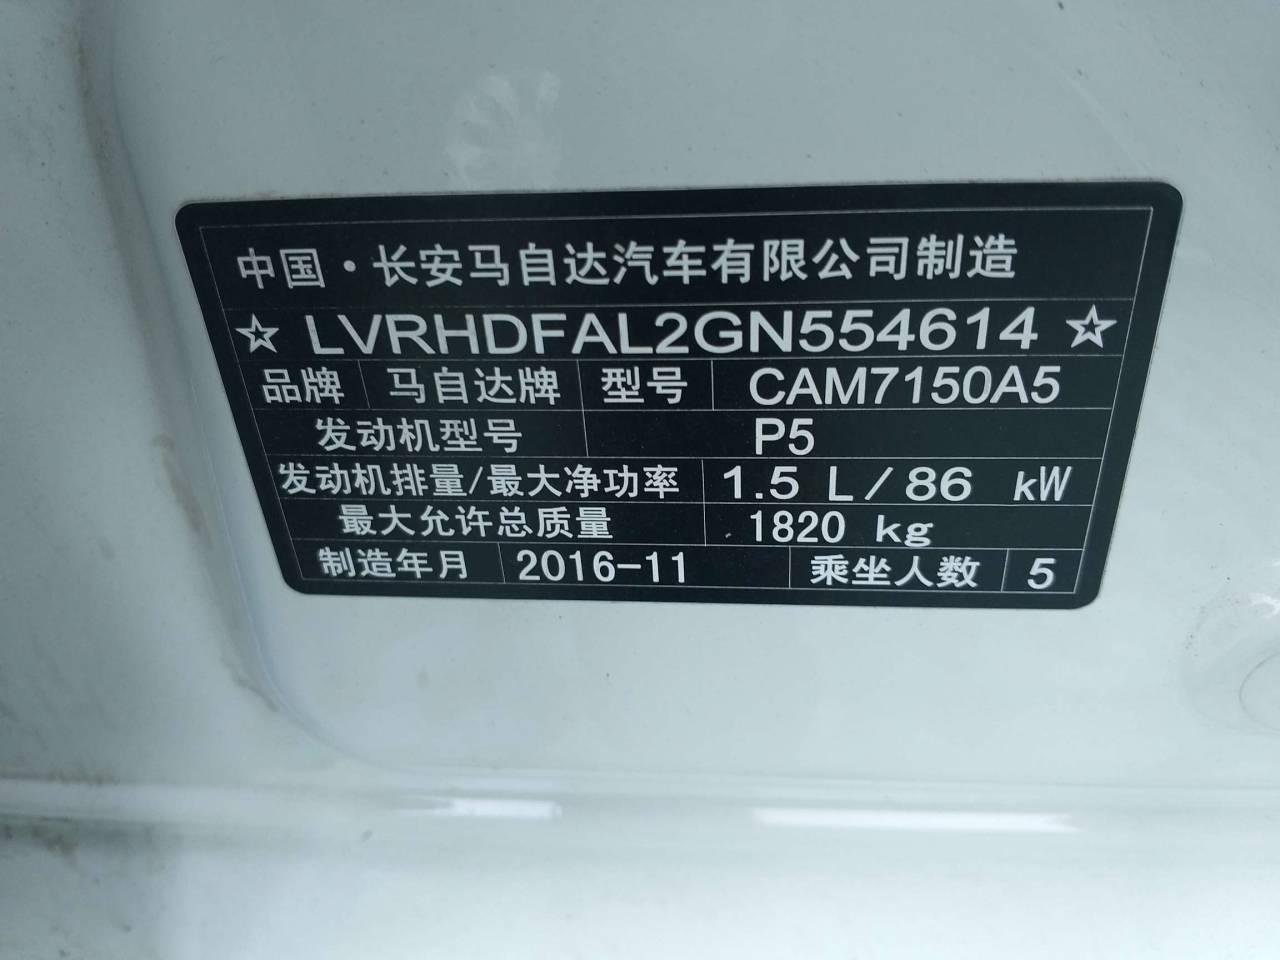 中国·长安马自达汽车有限公司制造
☆ LVRHDFAL2GN554614 ☆
品牌 马自达牌 型号 CAM7150A5
发动机型号 P5
发动机排量/最大净功率 1.5 L/86 kW
最大允许总质量 1820 kg
制造年月 2016-11 乘坐人数 5